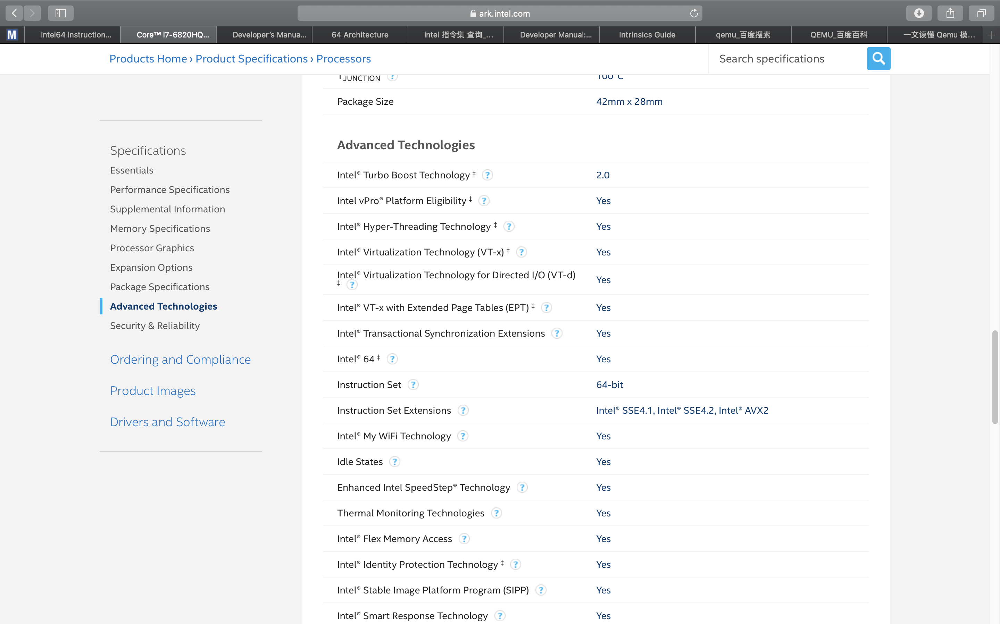 ark.intel.com
M
intel64 instruction...
Core™ i7-6820HQ...
Developer's Manua...
64 Architecture
intel 指令集 查询_...
Developer Manual:...
Intrinsics Guide
qemu_百度搜索
QEMU_百度百科
一文读懂 Qemu 模...
Products Home › Product Specifications › Processors
Search specifications
Specifications
Essentials
Performance Specifications
Supplemental Information
Memory Specifications
Processor Graphics
Expansion Options
Package Specifications
Advanced Technologies
Security & Reliability
Ordering and Compliance
Product Images
Drivers and Software
TJUNCTION ? 100°C
Package Size 42mm x 28mm
Advanced Technologies
Intel® Turbo Boost Technology ‡ ? 2.0
Intel vPro® Platform Eligibility ‡ ? Yes
Intel® Hyper-Threading Technology ‡ ? Yes
Intel® Virtualization Technology (VT-x) ‡ ? Yes
Intel® Virtualization Technology for Directed I/O (VT-d)
‡ ? Yes
Intel® VT-x with Extended Page Tables (EPT) ‡ ? Yes
Intel® Transactional Synchronization Extensions ? Yes
Intel® 64 ‡ ? Yes
Instruction Set ? 64-bit
Instruction Set Extensions ? Intel® SSE4.1, Intel® SSE4.2, Intel® AVX2
Intel® My WiFi Technology ? Yes
Idle States ? Yes
Enhanced Intel SpeedStep® Technology ? Yes
Thermal Monitoring Technologies ? Yes
Intel® Flex Memory Access ? Yes
Intel® Identity Protection Technology ‡ ? Yes
Intel® Stable Image Platform Program (SIPP) ? Yes
Intel® Smart Response Technology ? Yes